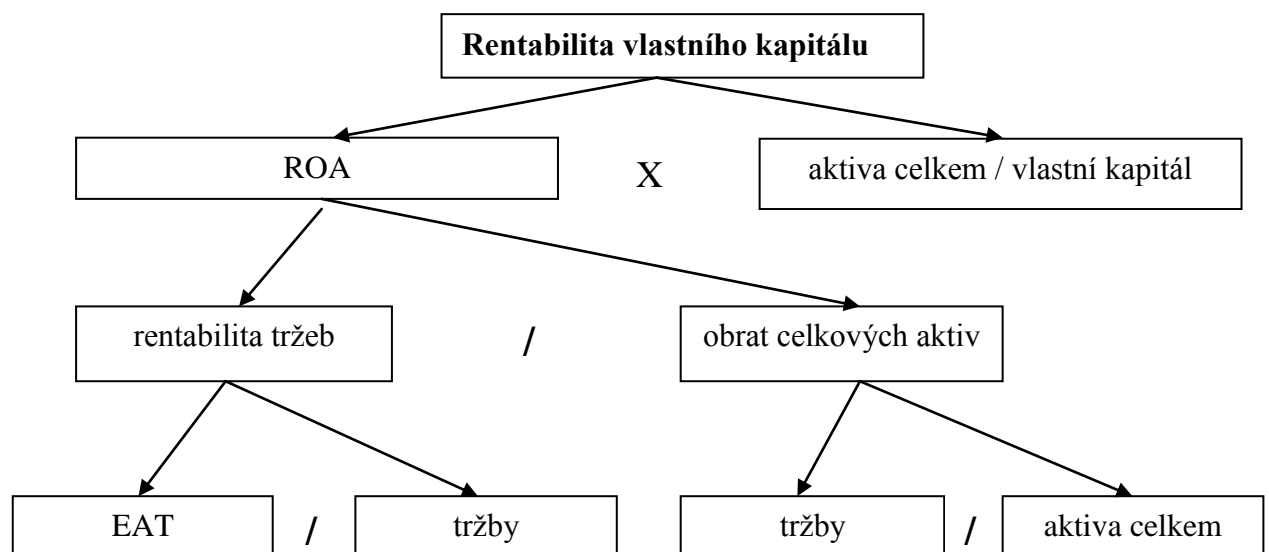 Rentabilita vlastního kapitálu
ROA X aktiva celkem / vlastní kapitál
rentabilita tržeb / obrat celkových aktiv
EAT / tržby tržby / aktiva celkem